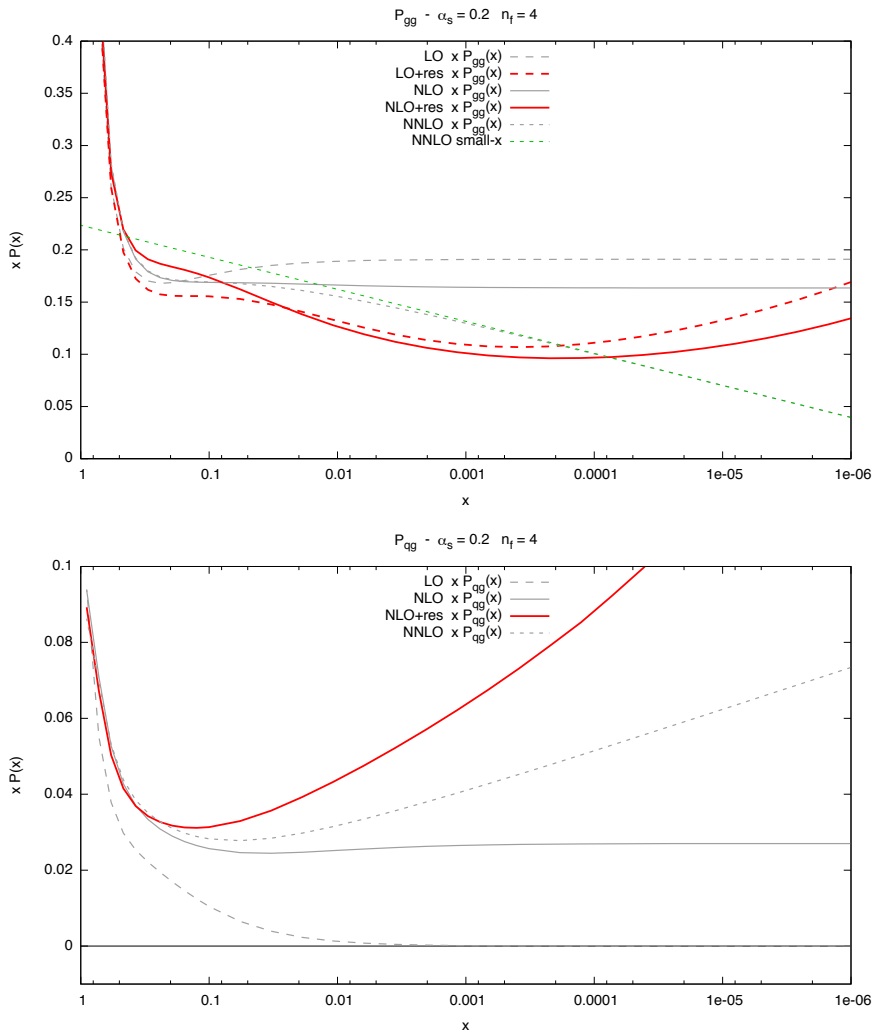 P_gg - α_s = 0.2 n_f = 4
x P(x)
0.4
0.35
0.3
0.25
0.2
0.15
0.1
0.05
0
LO x P_gg(x)
LO+res x P_gg(x)
NLO x P_gg(x)
NLO+res x P_gg(x)
NNLO x P_gg(x)
NNLO small-x
1
0.1
0.01
0.001
0.0001
1e-05
1e-06
x
P_qg - α_s = 0.2 n_f = 4
x P(x)
0.1
0.08
0.06
0.04
0.02
0
LO x P_qg(x)
NLO x P_qg(x)
NLO+res x P_qg(x)
NNLO x P_qg(x)
1
0.1
0.01
0.001
0.0001
1e-05
1e-06
x